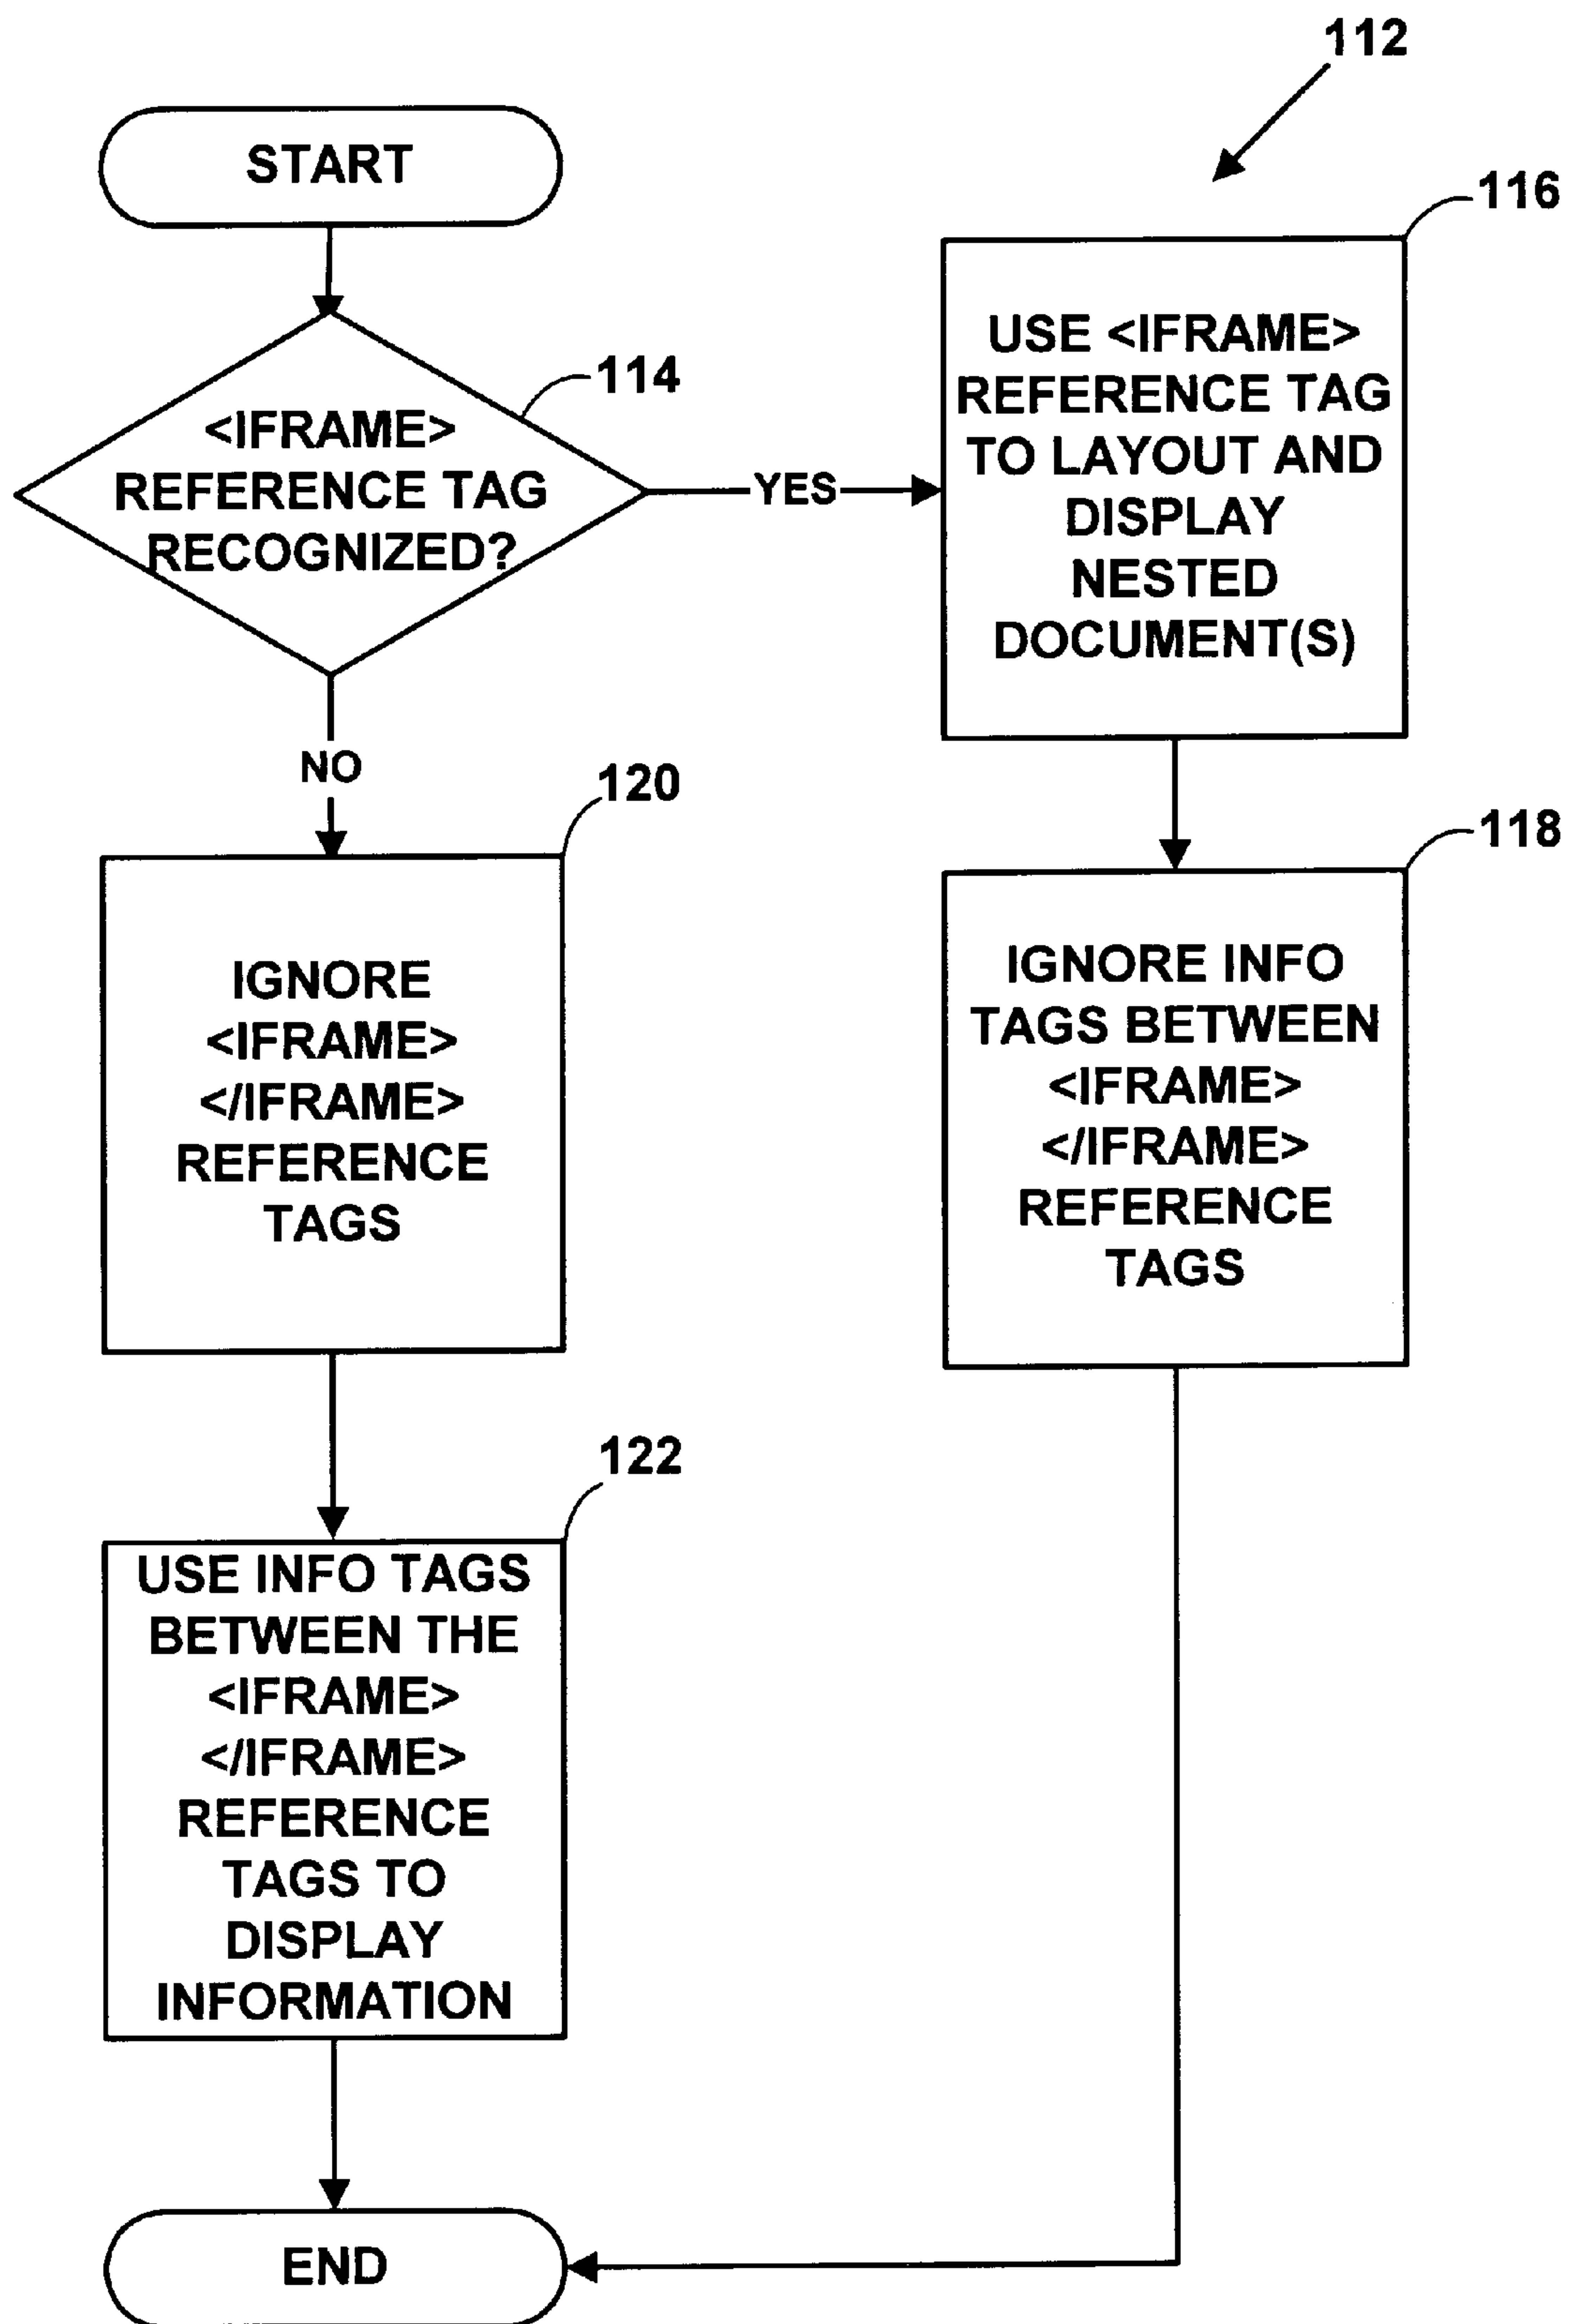 112
START
116
<IFRAME>
REFERENCE TAG
RECOGNIZED?
114
YES
USE <IFRAME>
REFERENCE TAG
TO LAYOUT AND
DISPLAY
NESTED
DOCUMENT(S)
NO
120
IGNORE
<IFRAME>
</IFRAME>
REFERENCE
TAGS
118
IGNORE INFO
TAGS BETWEEN
<IFRAME>
</IFRAME>
REFERENCE
TAGS
122
USE INFO TAGS
BETWEEN THE
<IFRAME>
</IFRAME>
REFERENCE
TAGS TO
DISPLAY
INFORMATION
END